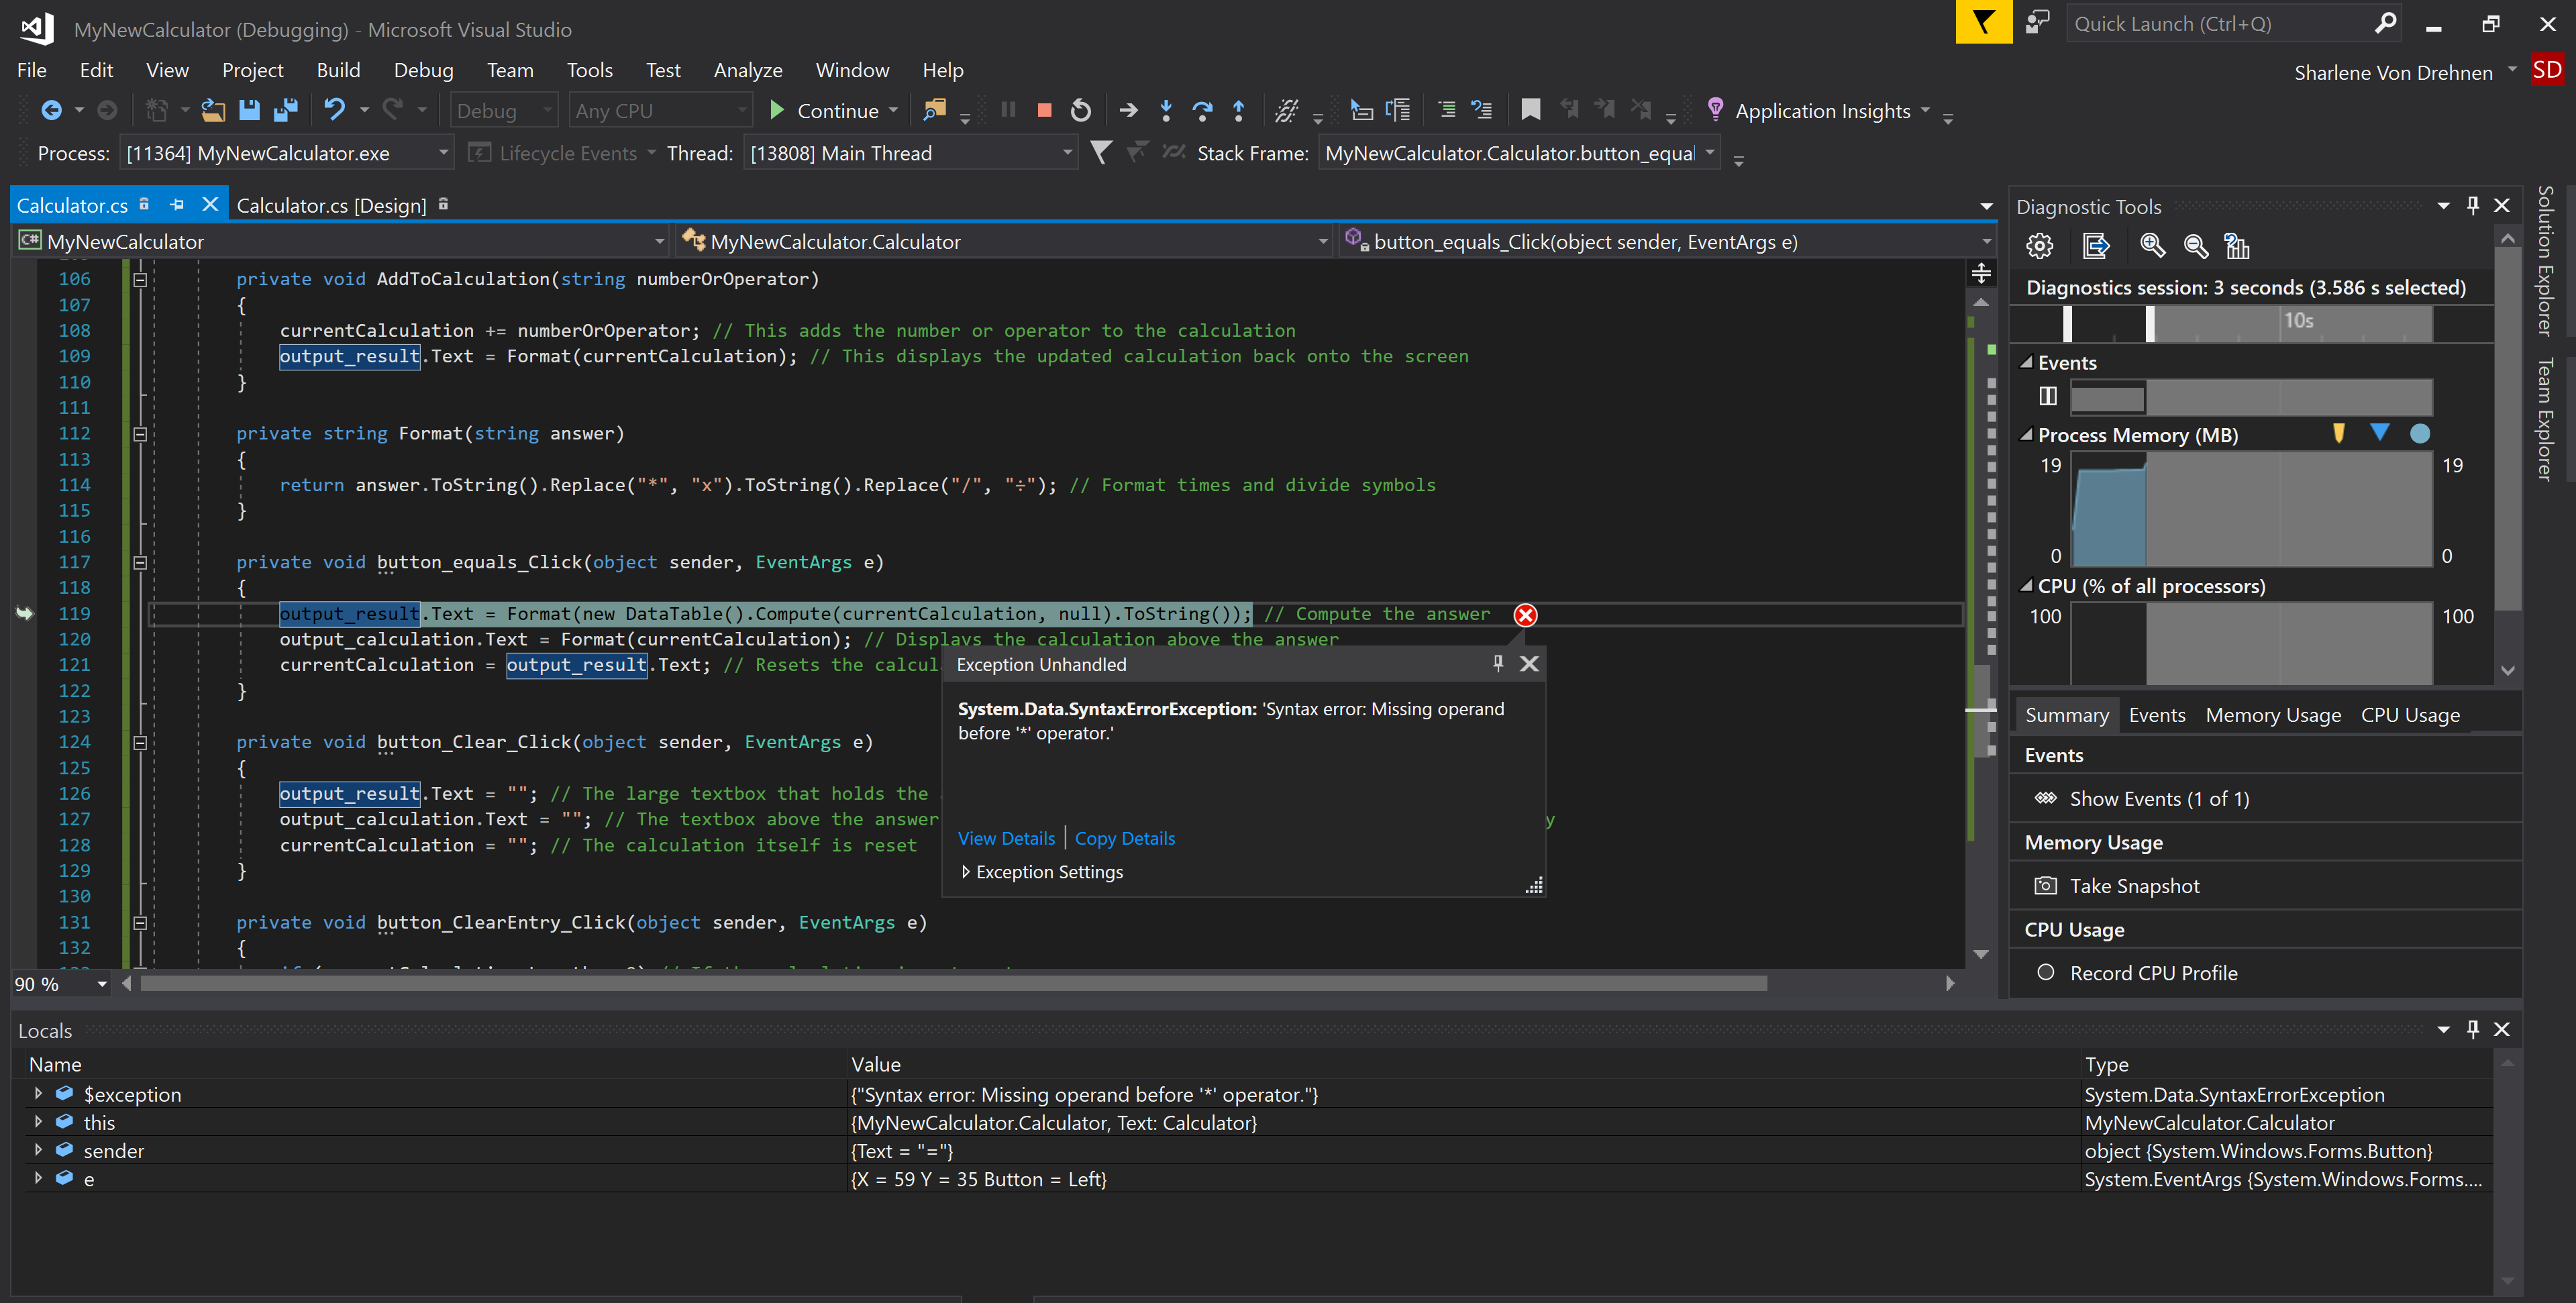 MyNewCalculator (Debugging) - Microsoft Visual Studio
Quick Launch (Ctrl+Q)
File Edit View Project Build Debug Team Tools Test Analyze Window Help
Sharlene Von Drehnen SD
Debug Any CPU Continue Application Insights
Process: [11364] MyNewCalculator.exe Lifecycle Events Thread: [13808] Main Thread Stack Frame: MyNewCalculator.Calculator.button_equal
Calculator.cs Calculator.cs [Design]
C# MyNewCalculator MyNewCalculator.Calculator button_equals_Click(object sender, EventArgs e)
106 private void AddToCalculation(string numberOrOperator)
107 {
108 currentCalculation += numberOrOperator; // This adds the number or operator to the calculation
109 output_result.Text = Format(currentCalculation); // This displays the updated calculation back onto the screen
110 }
111
112 private string Format(string answer)
113 {
114 return answer.ToString().Replace("*", "x").ToString().Replace("/", "÷"); // Format times and divide symbols
115 }
116
117 private void button_equals_Click(object sender, EventArgs e)
118 {
119 output_result.Text = Format(new DataTable().Compute(currentCalculation, null).ToString()); // Compute the answer
120 output_calculation.Text = Format(currentCalculation); // Displays the calculation above the answer
121 currentCalculation = output_result.Text; // Resets the calcul
122 }
123
124 private void button_Clear_Click(object sender, EventArgs e)
125 {
126 output_result.Text = ""; // The large textbox that holds the
127 output_calculation.Text = ""; // The textbox above the answer y
128 currentCalculation = ""; // The calculation itself is reset
129 }
130
131 private void button_ClearEntry_Click(object sender, EventArgs e)
132 {
Exception Unhandled
System.Data.SyntaxErrorException: 'Syntax error: Missing operand
before '*' operator.'
View Details | Copy Details
Exception Settings
90 %
Diagnostic Tools
Diagnostics session: 3 seconds (3.586 s selected)
10s
Events
Process Memory (MB)
19 19
0 0
CPU (% of all processors)
100 100
Summary Events Memory Usage CPU Usage
Events
Show Events (1 of 1)
Memory Usage
Take Snapshot
CPU Usage
Record CPU Profile
Solution Explorer
Team Explorer
Locals
Name Value Type
$exception {"Syntax error: Missing operand before '*' operator."} System.Data.SyntaxErrorException
this {MyNewCalculator.Calculator, Text: Calculator} MyNewCalculator.Calculator
sender {Text = "="} object {System.Windows.Forms.Button}
e {X = 59 Y = 35 Button = Left} System.EventArgs {System.Windows.Forms....